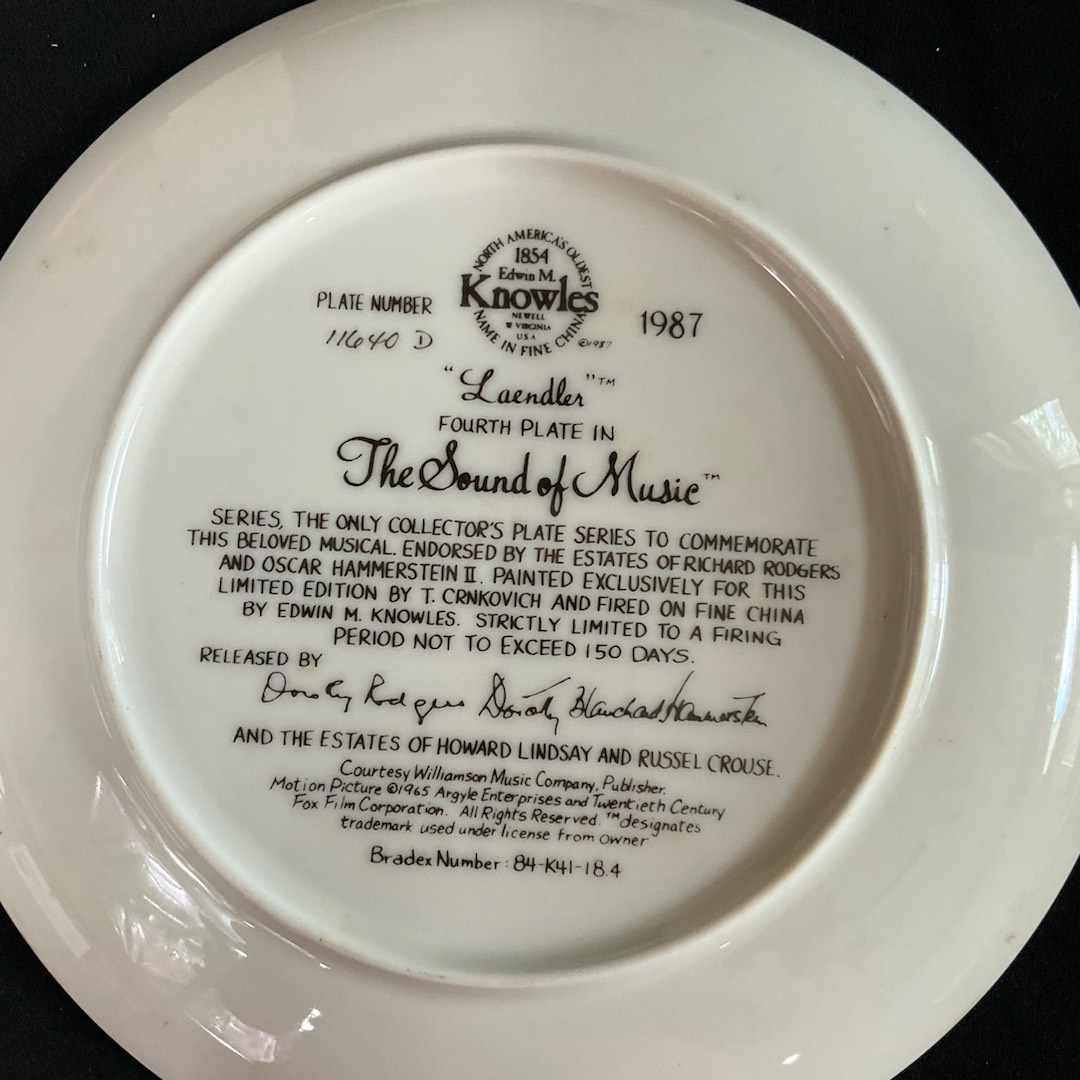 NORTH AMERICA'S OLDEST
1854
Edwin M.
Knowles
NEWELL
W VIRGINIA
USA
NAME IN FINE CHINA
©1987
PLATE NUMBER
11640 D
1987
"Laendler"™
FOURTH PLATE IN
The Sound of Music™
SERIES, THE ONLY COLLECTOR'S PLATE SERIES TO COMMEMORATE
THIS BELOVED MUSICAL. ENDORSED BY THE ESTATES OF RICHARD RODGERS
AND OSCAR HAMMERSTEIN II. PAINTED EXCLUSIVELY FOR THIS
LIMITED EDITION BY T. CRNKOVICH AND FIRED ON FINE CHINA
BY EDWIN M. KNOWLES. STRICTLY LIMITED TO A FIRING
PERIOD NOT TO EXCEED 150 DAYS.
RELEASED BY
Dorothy Rodgers Dorothy Blanchard Hammerstein
AND THE ESTATES OF HOWARD LINDSAY AND RUSSEL CROUSE.
Courtesy Williamson Music Company, Publisher.
Motion Picture ©1965 Argyle Enterprises and Twentieth Century
Fox Film Corporation. All Rights Reserved. ™designates
trademark used under license from owner
Bradex Number: 84-K41-18.4